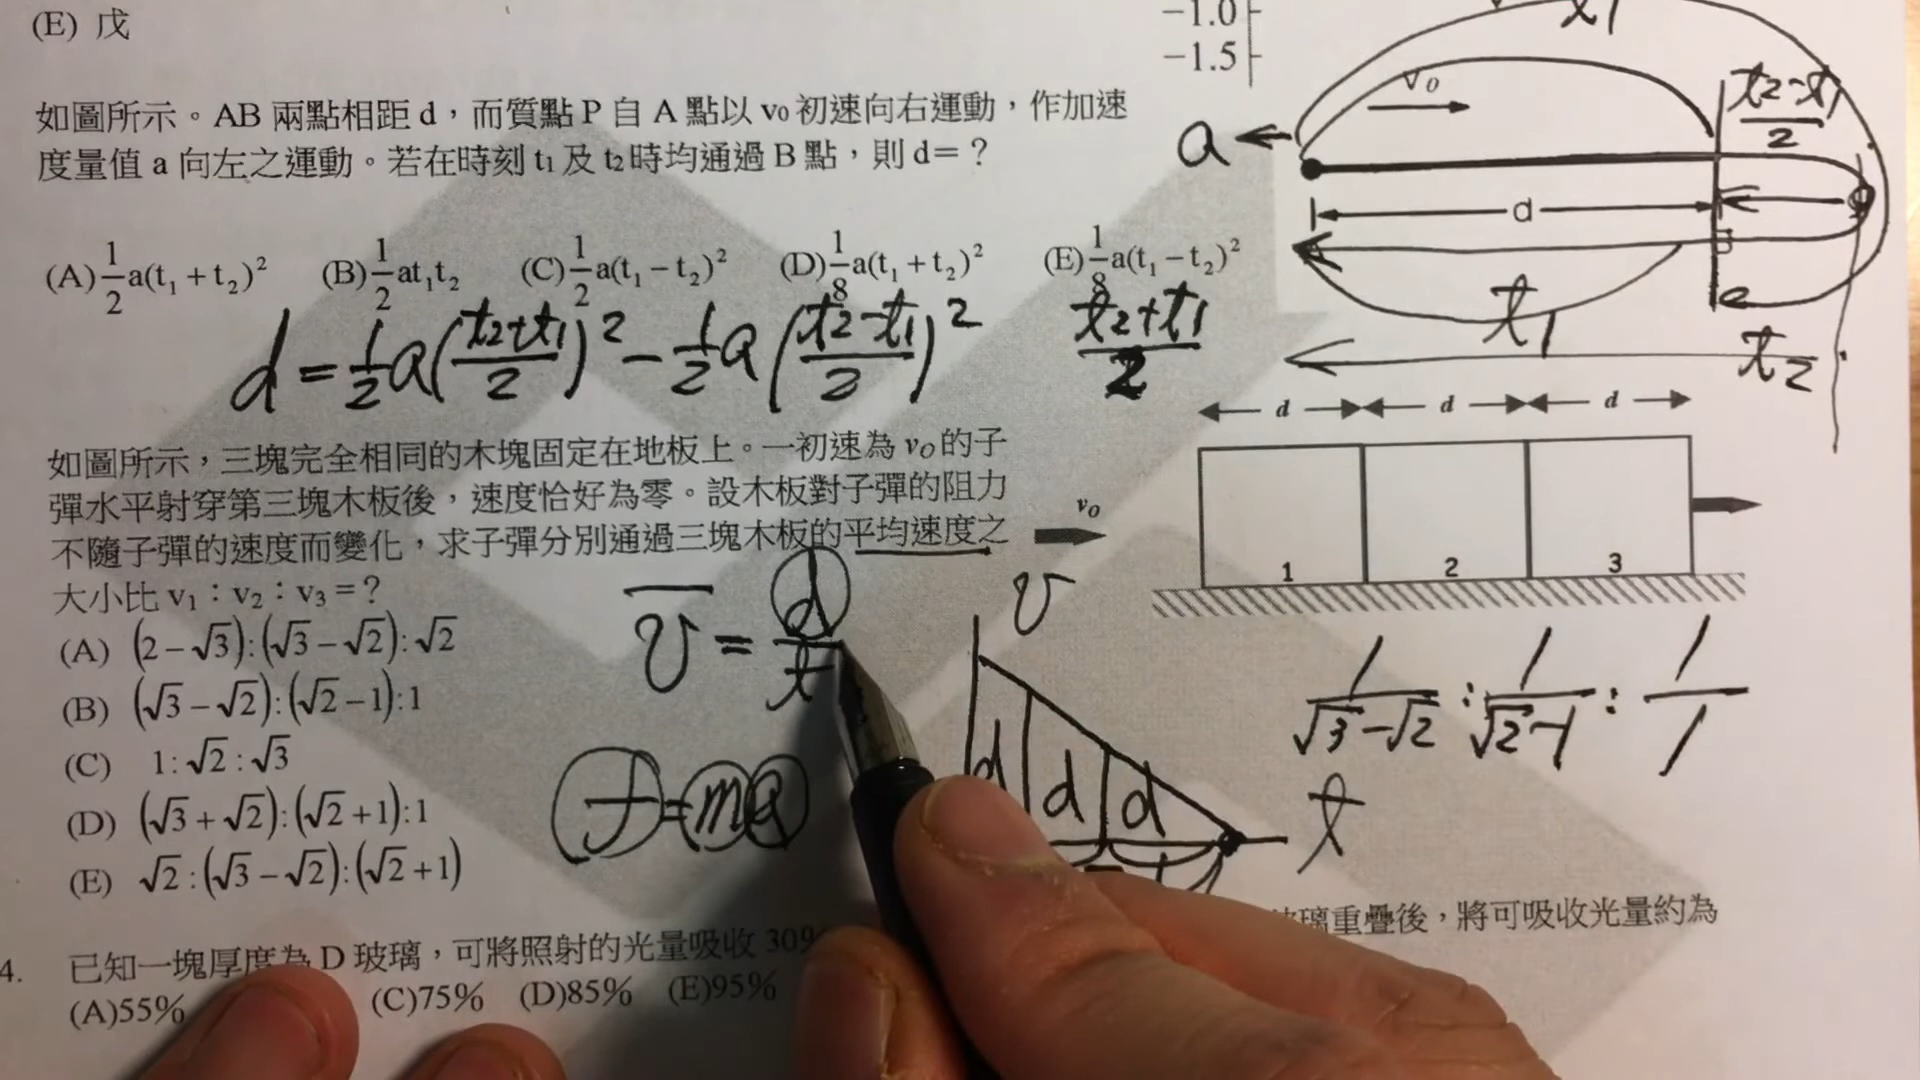 (E) 戊
-1.0
-1.5
x1
v0
a
t2-t1
2
如圖所示。AB 兩點相距 d，而質點 P 自 A 點以 v0 初速向右運動，作加速
度量值 a 向左之運動。若在時刻 t1 及 t2 時均通過 B 點，則 d=？
d
(A) 1/2 a(t1 + t2)² (B) 1/2 at1t2 (C) 1/2 a(t1 − t2)² (D) 1/8 a(t1 + t2)² (E) 1/8 a(t1 − t2)²
d = 1/2 a (t2+t1 / 2)² − 1/2 a (t2−t1 / 2)²
t2+t1
2
t1
t2
d d d
如圖所示，三塊完全相同的木塊固定在地板上。一初速為 vO 的子
彈水平射穿第三塊木板後，速度恰好為零。設木板對子彈的阻力
不隨子彈的速度而變化，求子彈分別通過三塊木板的平均速度之
大小比 v1：v2：v3 =？
vO
1 2 3
(A) (2−√3):(√3−√2):√2
(B) (√3−√2):(√2−1):1
(C) 1:√2:√3
(D) (√3+√2):(√2+1):1
(E) √2:(√3−√2):(√2+1)
v = d/t
f=ma
v
d d d
t
1/√3−√2 : 1/√2−1 : 1/1
4. 已知一塊厚度為 D 玻璃，可將照射的光量吸收 30%
璃重疊後，將可吸收光量約為
(A)55% (C)75% (D)85% (E)95%